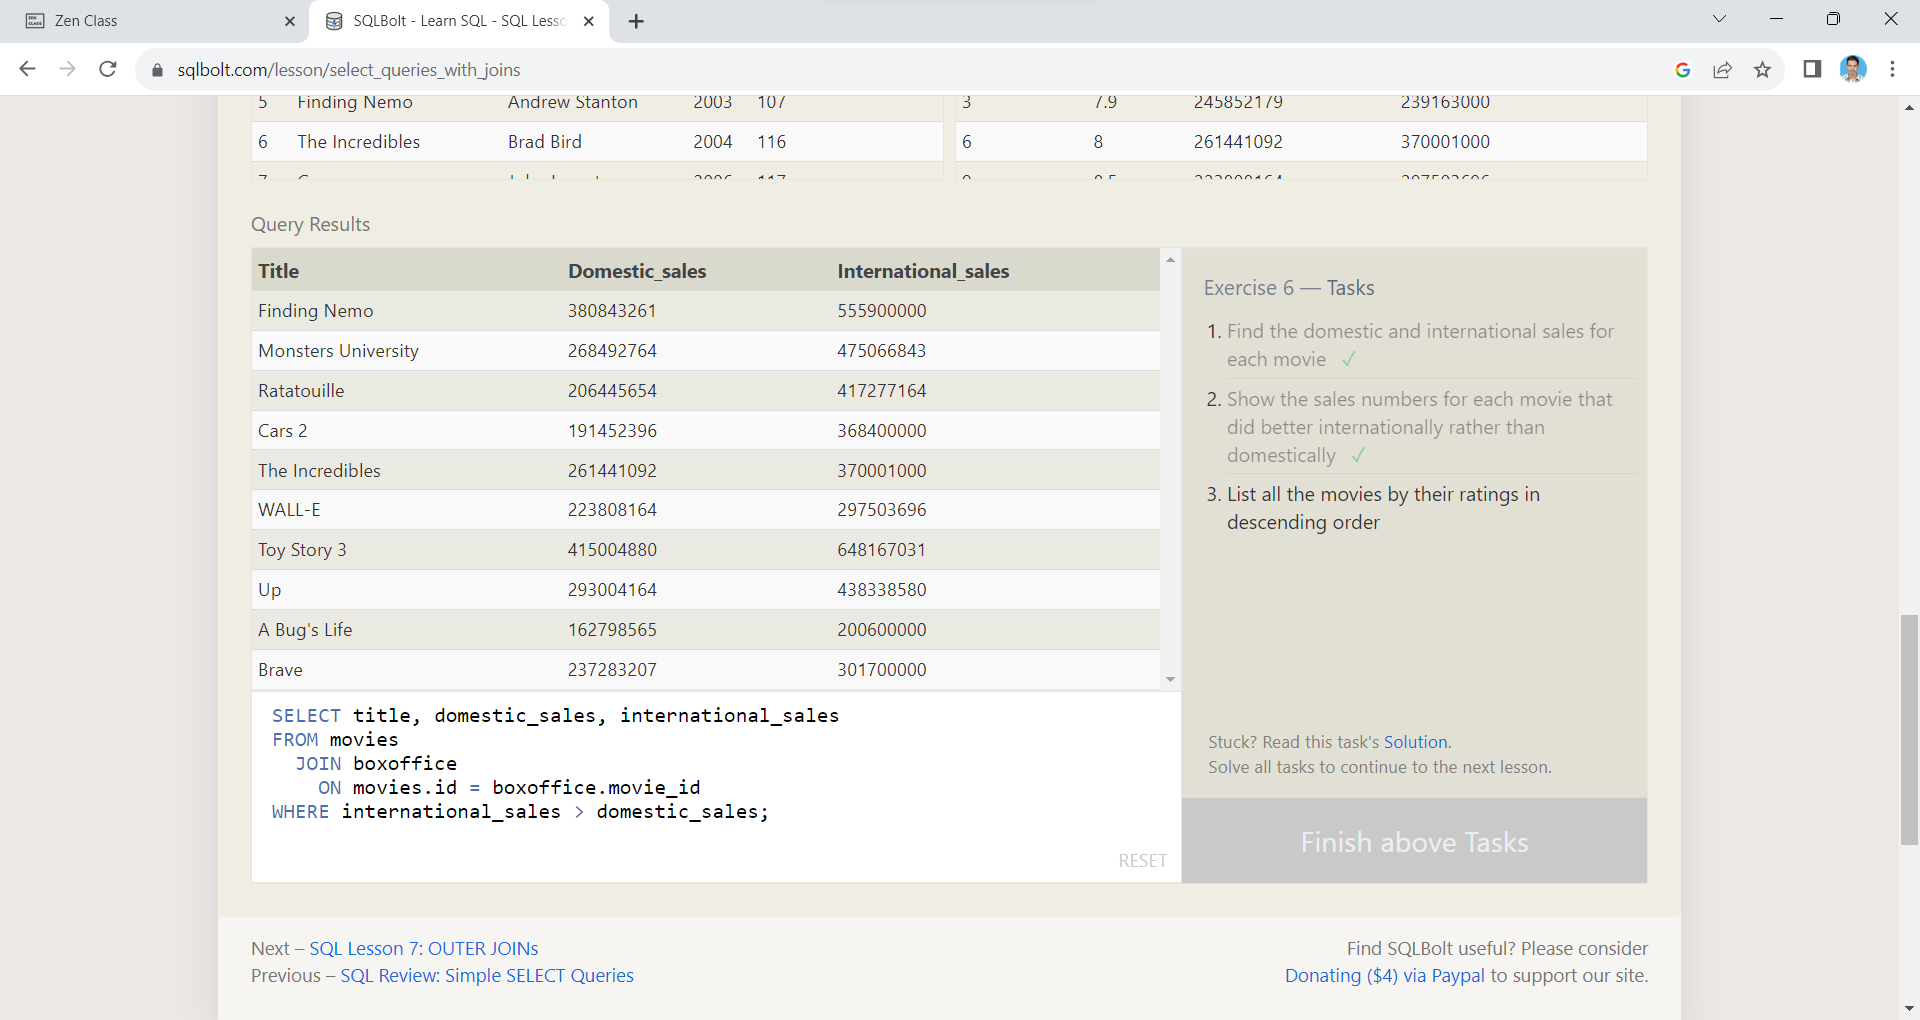 Zen Class
SQLBolt - Learn SQL - SQL Lesso
sqlbolt.com/lesson/select_queries_with_joins
5 Finding Nemo Andrew Stanton 2003 107 3 7.9 245852179 239163000
6 The Incredibles Brad Bird 2004 116 6 8 261441092 370001000
Query Results
Title Domestic_sales International_sales
Finding Nemo 380843261 555900000
Monsters University 268492764 475066843
Ratatouille 206445654 417277164
Cars 2 191452396 368400000
The Incredibles 261441092 370001000
WALL-E 223808164 297503696
Toy Story 3 415004880 648167031
Up 293004164 438338580
A Bug's Life 162798565 200600000
Brave 237283207 301700000
SELECT title, domestic_sales, international_sales
FROM movies
JOIN boxoffice
ON movies.id = boxoffice.movie_id
WHERE international_sales > domestic_sales;
RESET
Exercise 6 — Tasks
1. Find the domestic and international sales for
each movie ✓
2. Show the sales numbers for each movie that
did better internationally rather than
domestically ✓
3. List all the movies by their ratings in
descending order
Stuck? Read this task's Solution.
Solve all tasks to continue to the next lesson.
Finish above Tasks
Next – SQL Lesson 7: OUTER JOINs
Previous – SQL Review: Simple SELECT Queries
Find SQLBolt useful? Please consider
Donating ($4) via Paypal to support our site.